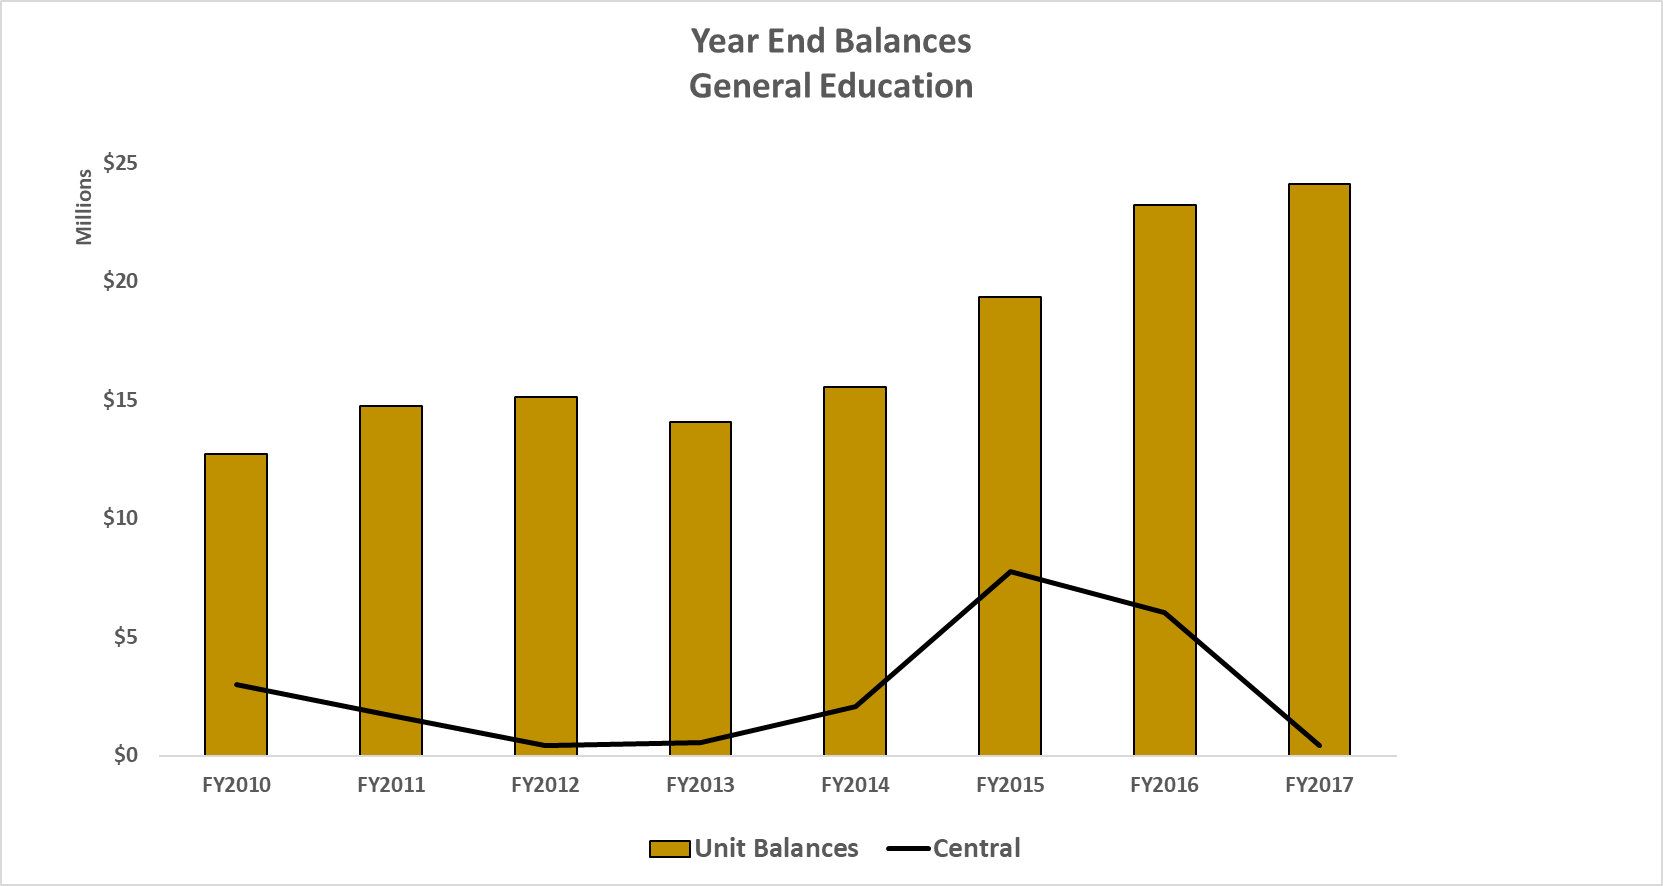 Year End Balances
General Education
Millions
$25
$20
$15
$10
$5
$0
FY2010 FY2011 FY2012 FY2013 FY2014 FY2015 FY2016 FY2017
Unit Balances Central